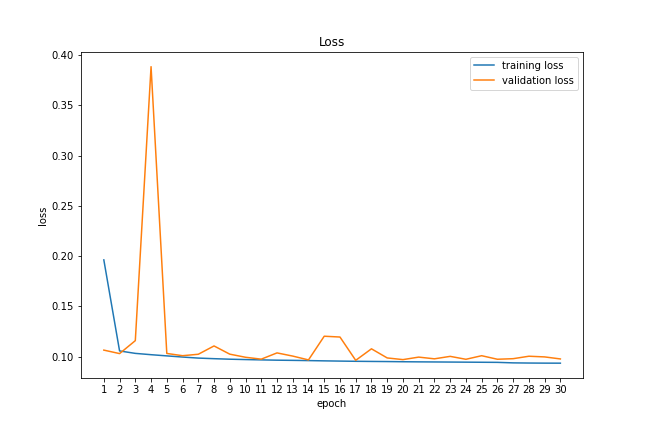 Loss
training loss
validation loss
0.40
0.35
0.30
0.25
0.20
0.15
0.10
loss
1 2 3 4 5 6 7 8 9 10 11 12 13 14 15 16 17 18 19 20 21 22 23 24 25 26 27 28 29 30
epoch